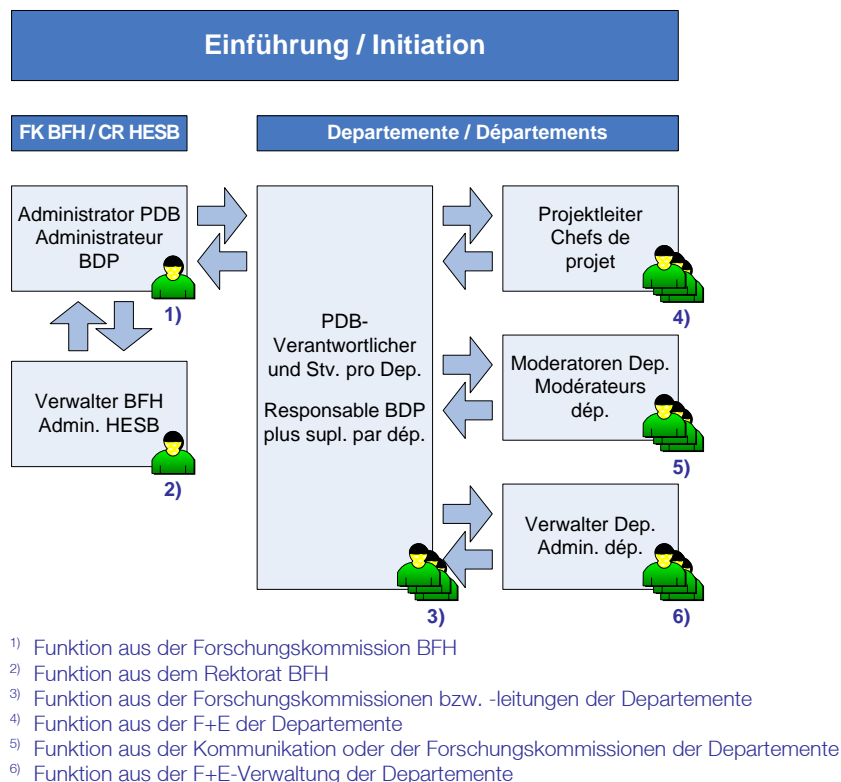 Einführung / Initiation
FK BFH / CR HESB
Departemente / Départements
Administrator PDB
Administrateur
BDP
1)
Verwalter BFH
Admin. HESB
2)
PDB-
Verantwortlicher
und Stv. pro Dep.
Responsable BDP
plus supl. par dép.
3)
Projektleiter
Chefs de
projet
4)
Moderatoren Dep.
Modérateurs
dép.
5)
Verwalter Dep.
Admin. dép.
6)
1) Funktion aus der Forschungskommission BFH
2) Funktion aus dem Rektorat BFH
3) Funktion aus der Forschungskommissionen bzw. -leitungen der Departemente
4) Funktion aus der F+E der Departemente
5) Funktion aus der Kommunikation oder der Forschungskommissionen der Departemente
6) Funktion aus der F+E-Verwaltung der Departemente